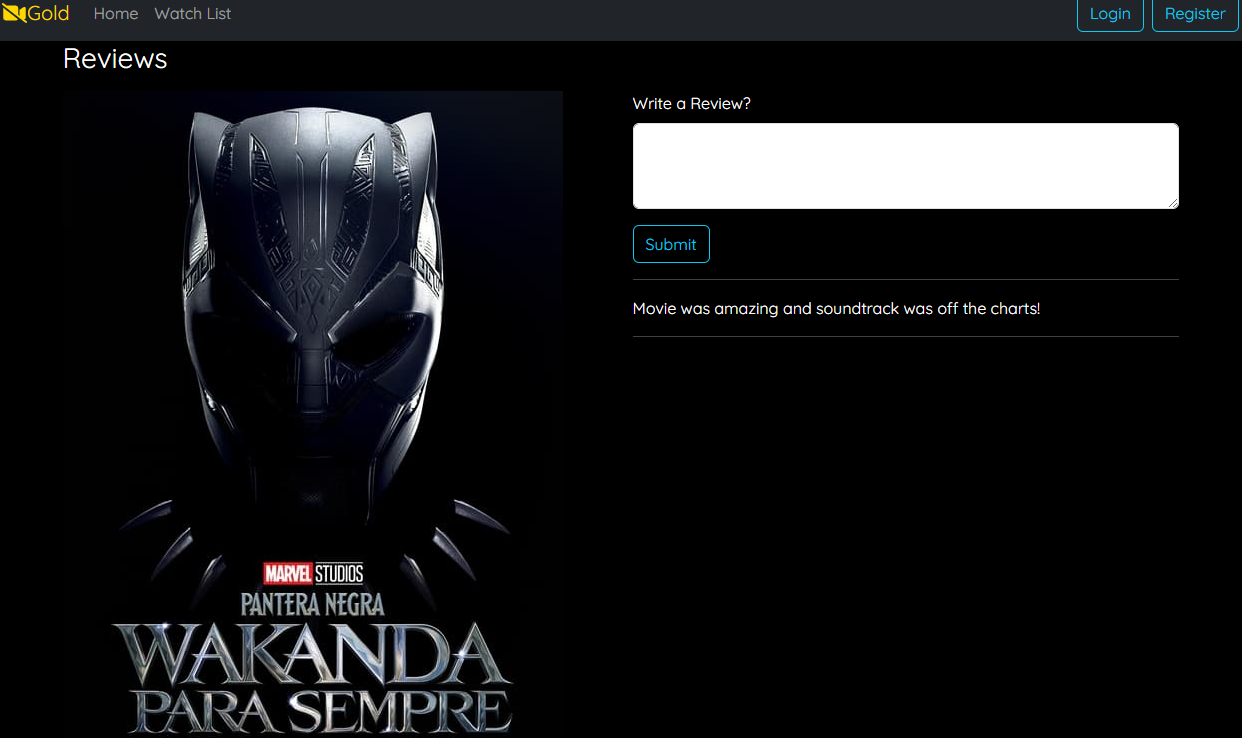 Gold Home Watch List Login Register
Reviews
Write a Review?
Submit
Movie was amazing and soundtrack was off the charts!
MARVEL STUDIOS
PANTERA NEGRA
WAKANDA
PARA SEMPRE